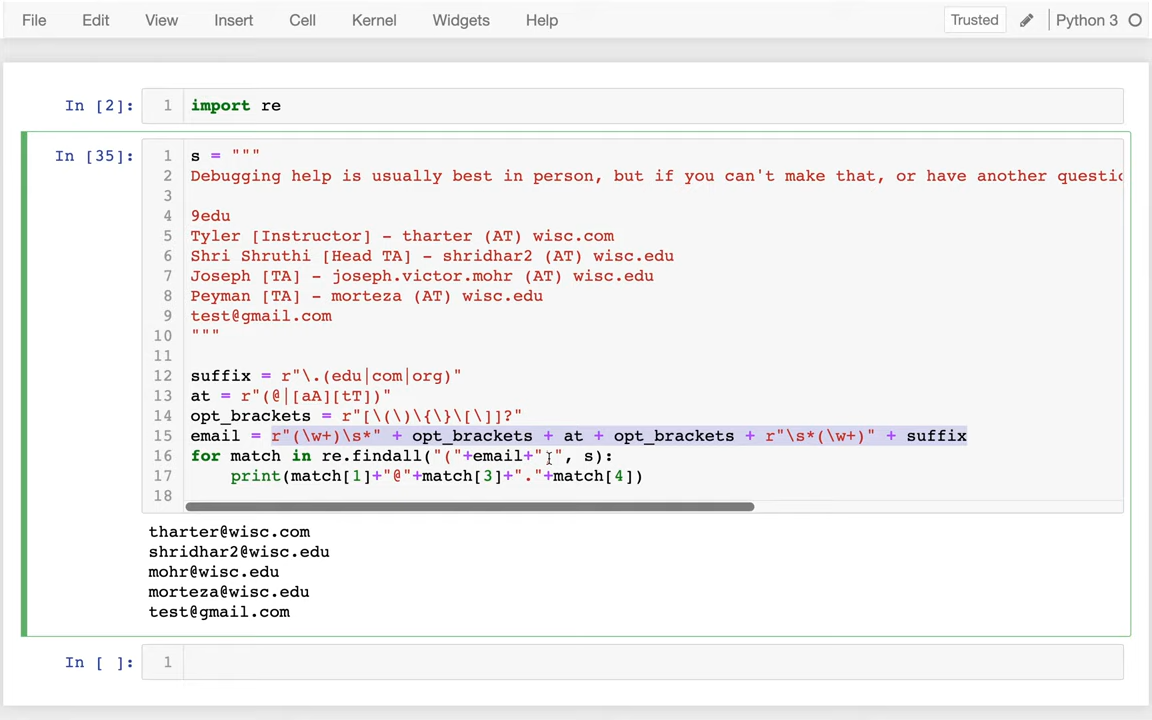 File Edit View Insert Cell Kernel Widgets Help Trusted Python 3
In [2]: 1 import re
In [35]: 1 s = """
2 Debugging help is usually best in person, but if you can't make that, or have another
3
4 9edu
5 Tyler [Instructor] - tharter (AT) wisc.com
6 Shri Shruthi [Head TA] - shridhar2 (AT) wisc.edu
7 Joseph [TA] - joseph.victor.mohr (AT) wisc.edu
8 Peyman [TA] - morteza (AT) wisc.edu
9 test@gmail.com
10 """
11
12 suffix = r"\.(edu|com|org)"
13 at = r"(@|[aA][tT])"
14 opt_brackets = r"[\(\)\{\}\[\]]?"
15 email = r"(\w+)\s*" + opt_brackets + at + opt_brackets + r"\s*(\w+)" + suffix
16 for match in re.findall("("+email+")", s):
17 print(match[1]+"@"+match[3]+"."+match[4])
18
tharter@wisc.com
shridhar2@wisc.edu
mohr@wisc.edu
morteza@wisc.edu
test@gmail.com
In [ ]: 1